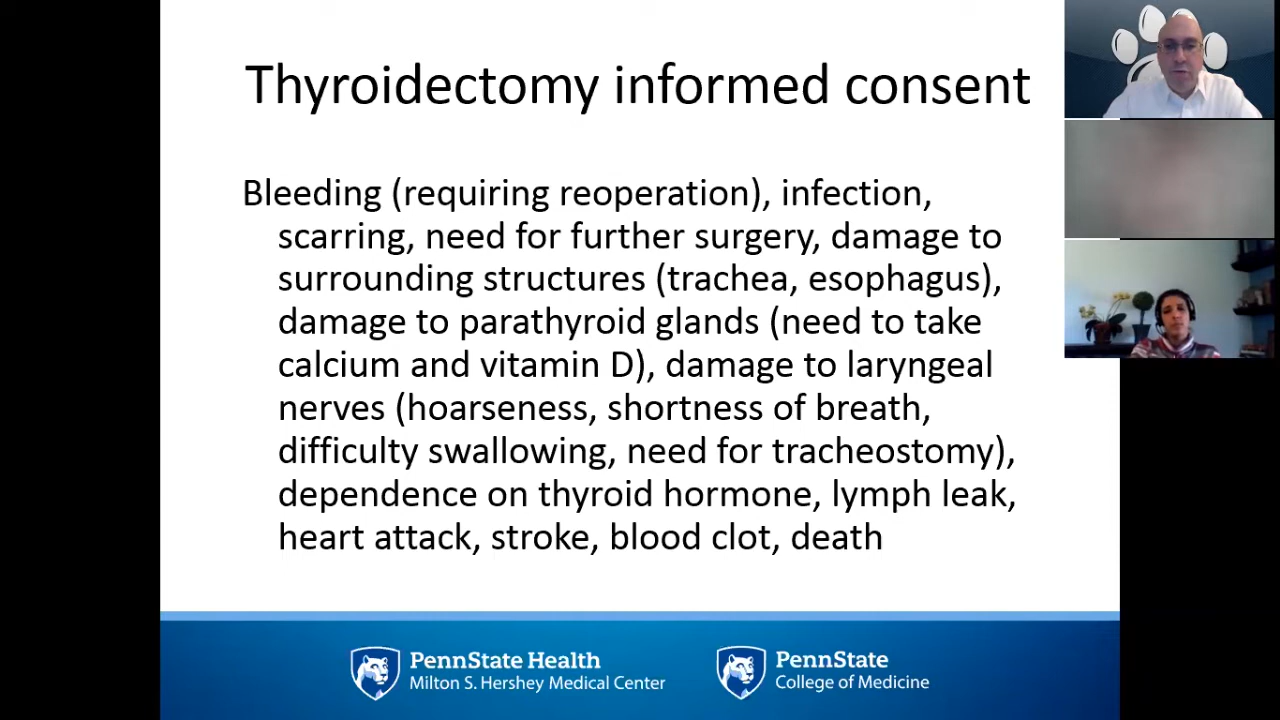 Thyroidectomy informed consent
Bleeding (requiring reoperation), infection,
scarring, need for further surgery, damage to
surrounding structures (trachea, esophagus),
damage to parathyroid glands (need to take
calcium and vitamin D), damage to laryngeal
nerves (hoarseness, shortness of breath,
difficulty swallowing, need for tracheostomy),
dependence on thyroid hormone, lymph leak,
heart attack, stroke, blood clot, death
PennState Health
Milton S. Hershey Medical Center
PennState
College of Medicine